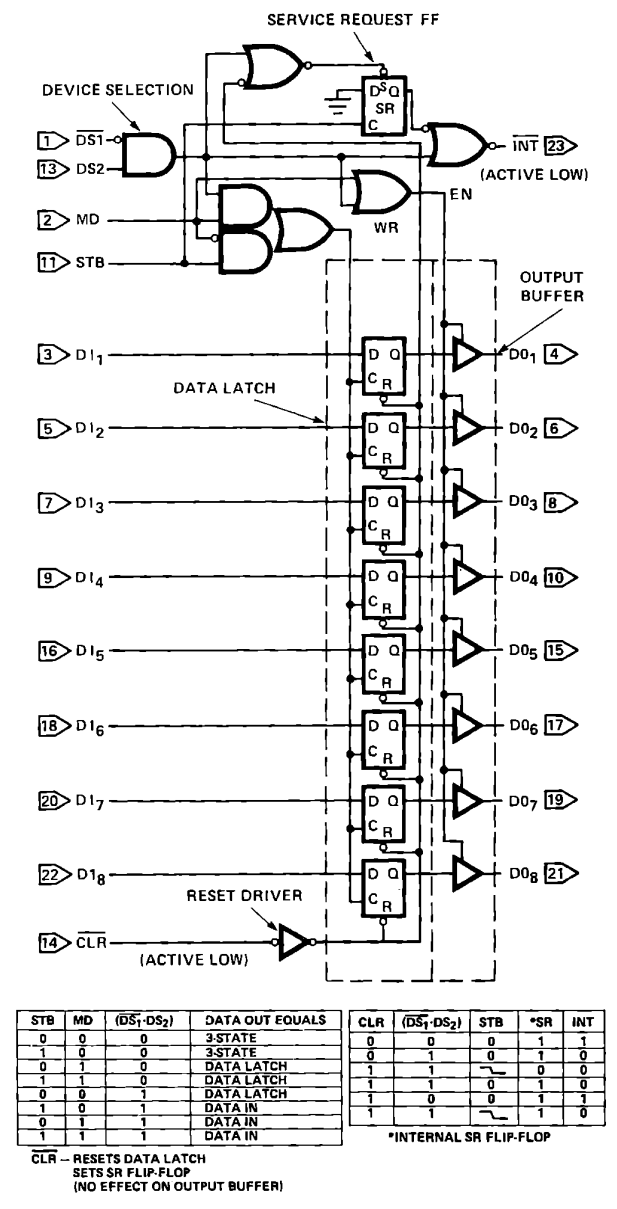 SERVICE REQUEST FF
DEVICE SELECTION
D S Q
SR
C
1 DS1
13 DS2
INT 23
(ACTIVE LOW)
2 MD
EN
WR
11 STB
OUTPUT
BUFFER
3 DI1 D Q DO1 4
C R
DATA LATCH
5 DI2 D Q DO2 6
C R
7 DI3 D Q DO3 8
C R
9 DI4 D Q DO4 10
C R
16 DI5 D Q DO5 15
C R
18 DI6 D Q DO6 17
C R
20 DI7 D Q DO7 19
C R
22 DI8 D Q DO8 21
C R
RESET DRIVER
14 CLR
(ACTIVE LOW)
STB MD (DS1·DS2) DATA OUT EQUALS
0 0 0 3-STATE
1 0 0 3-STATE
0 1 0 DATA LATCH
1 1 0 DATA LATCH
0 0 1 DATA LATCH
1 0 1 DATA IN
0 1 1 DATA IN
1 1 1 DATA IN
CLR – RESETS DATA LATCH
SETS SR FLIP-FLOP
(NO EFFECT ON OUTPUT BUFFER)
CLR (DS1·DS2) STB *SR INT
0 0 0 1 1
0 1 0 1 0
1 1 0 0
1 1 0 1 0
1 0 0 1 1
1 1 1 0
*INTERNAL SR FLIP-FLOP